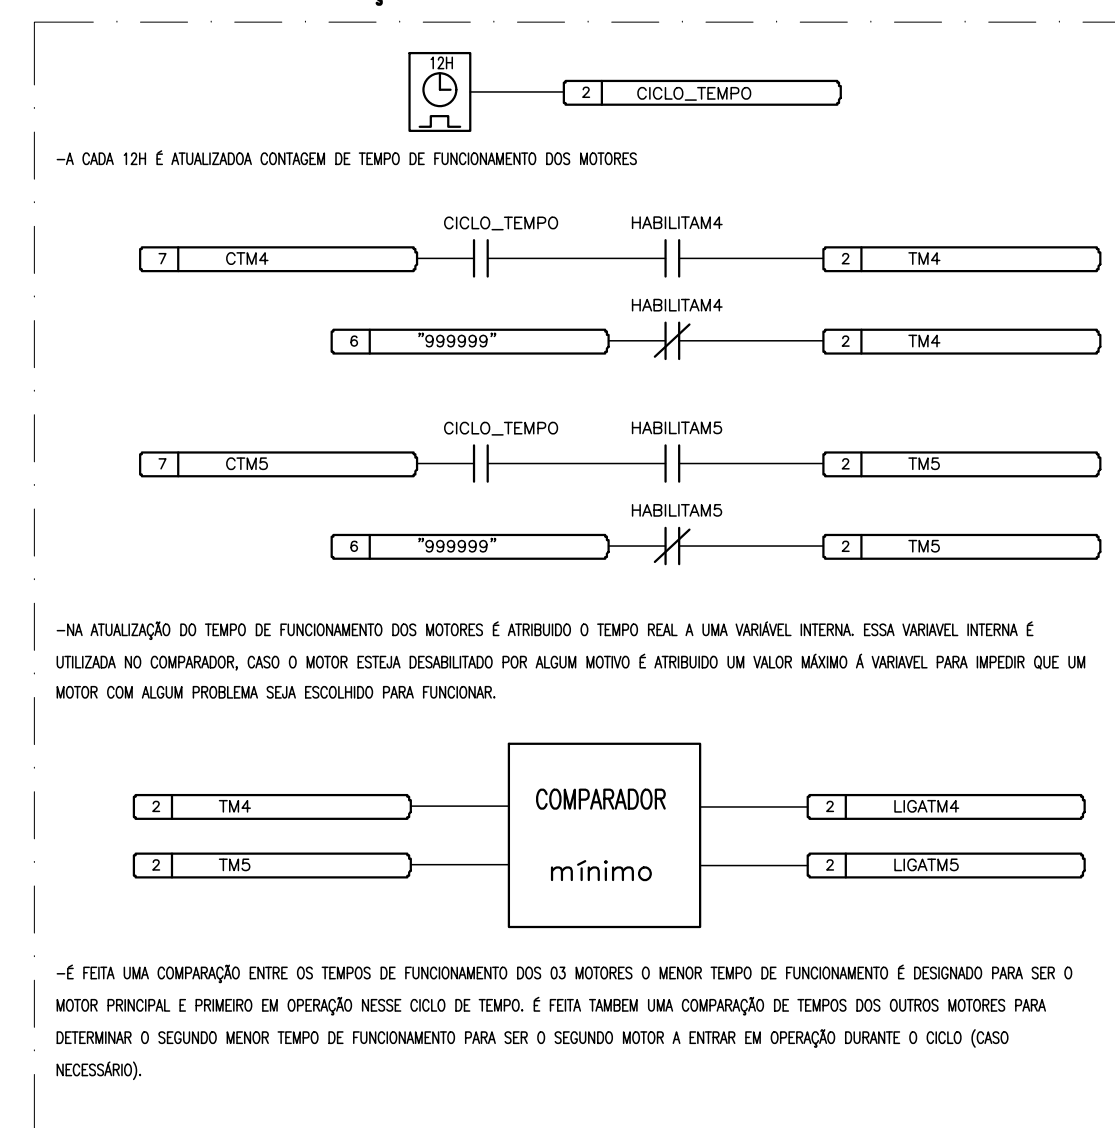 12H
2 CICLO_TEMPO
-A CADA 12H É ATUALIZADOA CONTAGEM DE TEMPO DE FUNCIONAMENTO DOS MOTORES
CICLO_TEMPO HABILITAM4
7 CTM4 2 TM4
HABILITAM4
6 "999999" 2 TM4
CICLO_TEMPO HABILITAM5
7 CTM5 2 TM5
HABILITAM5
6 "999999" 2 TM5
-NA ATUALIZAÇÃO DO TEMPO DE FUNCIONAMENTO DOS MOTORES É ATRIBUIDO O TEMPO REAL A UMA VARIÁVEL INTERNA. ESSA VARIAVEL INTERNA É
UTILIZADA NO COMPARADOR, CASO O MOTOR ESTEJA DESABILITADO POR ALGUM MOTIVO É ATRIBUIDO UM VALOR MÁXIMO Á VARIAVEL PARA IMPEDIR QUE UM
MOTOR COM ALGUM PROBLEMA SEJA ESCOLHIDO PARA FUNCIONAR.
COMPARADOR
2 TM4 2 LIGATM4
2 TM5 2 LIGATM5
mínimo
-É FEITA UMA COMPARAÇÃO ENTRE OS TEMPOS DE FUNCIONAMENTO DOS 03 MOTORES O MENOR TEMPO DE FUNCIONAMENTO É DESIGNADO PARA SER O
MOTOR PRINCIPAL E PRIMEIRO EM OPERAÇÃO NESSE CICLO DE TEMPO. É FEITA TAMBEM UMA COMPARAÇÃO DE TEMPOS DOS OUTROS MOTORES PARA
DETERMINAR O SEGUNDO MENOR TEMPO DE FUNCIONAMENTO PARA SER O SEGUNDO MOTOR A ENTRAR EM OPERAÇÃO DURANTE O CICLO (CASO
NECESSÁRIO).